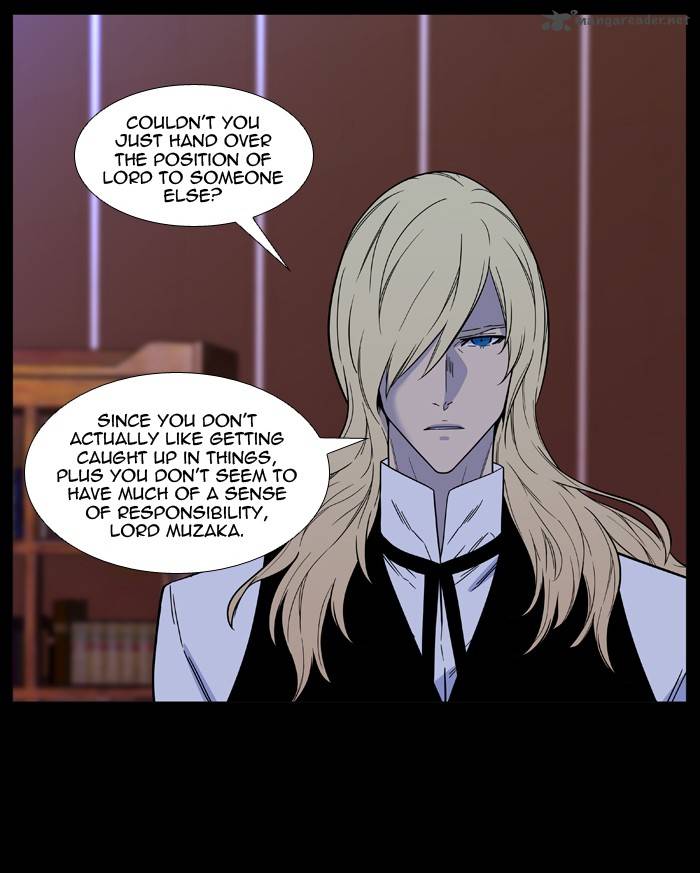 mangareader.net
COULDN'T YOU
JUST HAND OVER
THE POSITION OF
LORD TO SOMEONE
ELSE?
SINCE YOU DON'T
ACTUALLY LIKE GETTING
CAUGHT UP IN THINGS,
PLUS YOU DON'T SEEM TO
HAVE MUCH OF A SENSE
OF RESPONSIBILITY,
LORD MUZAKA.